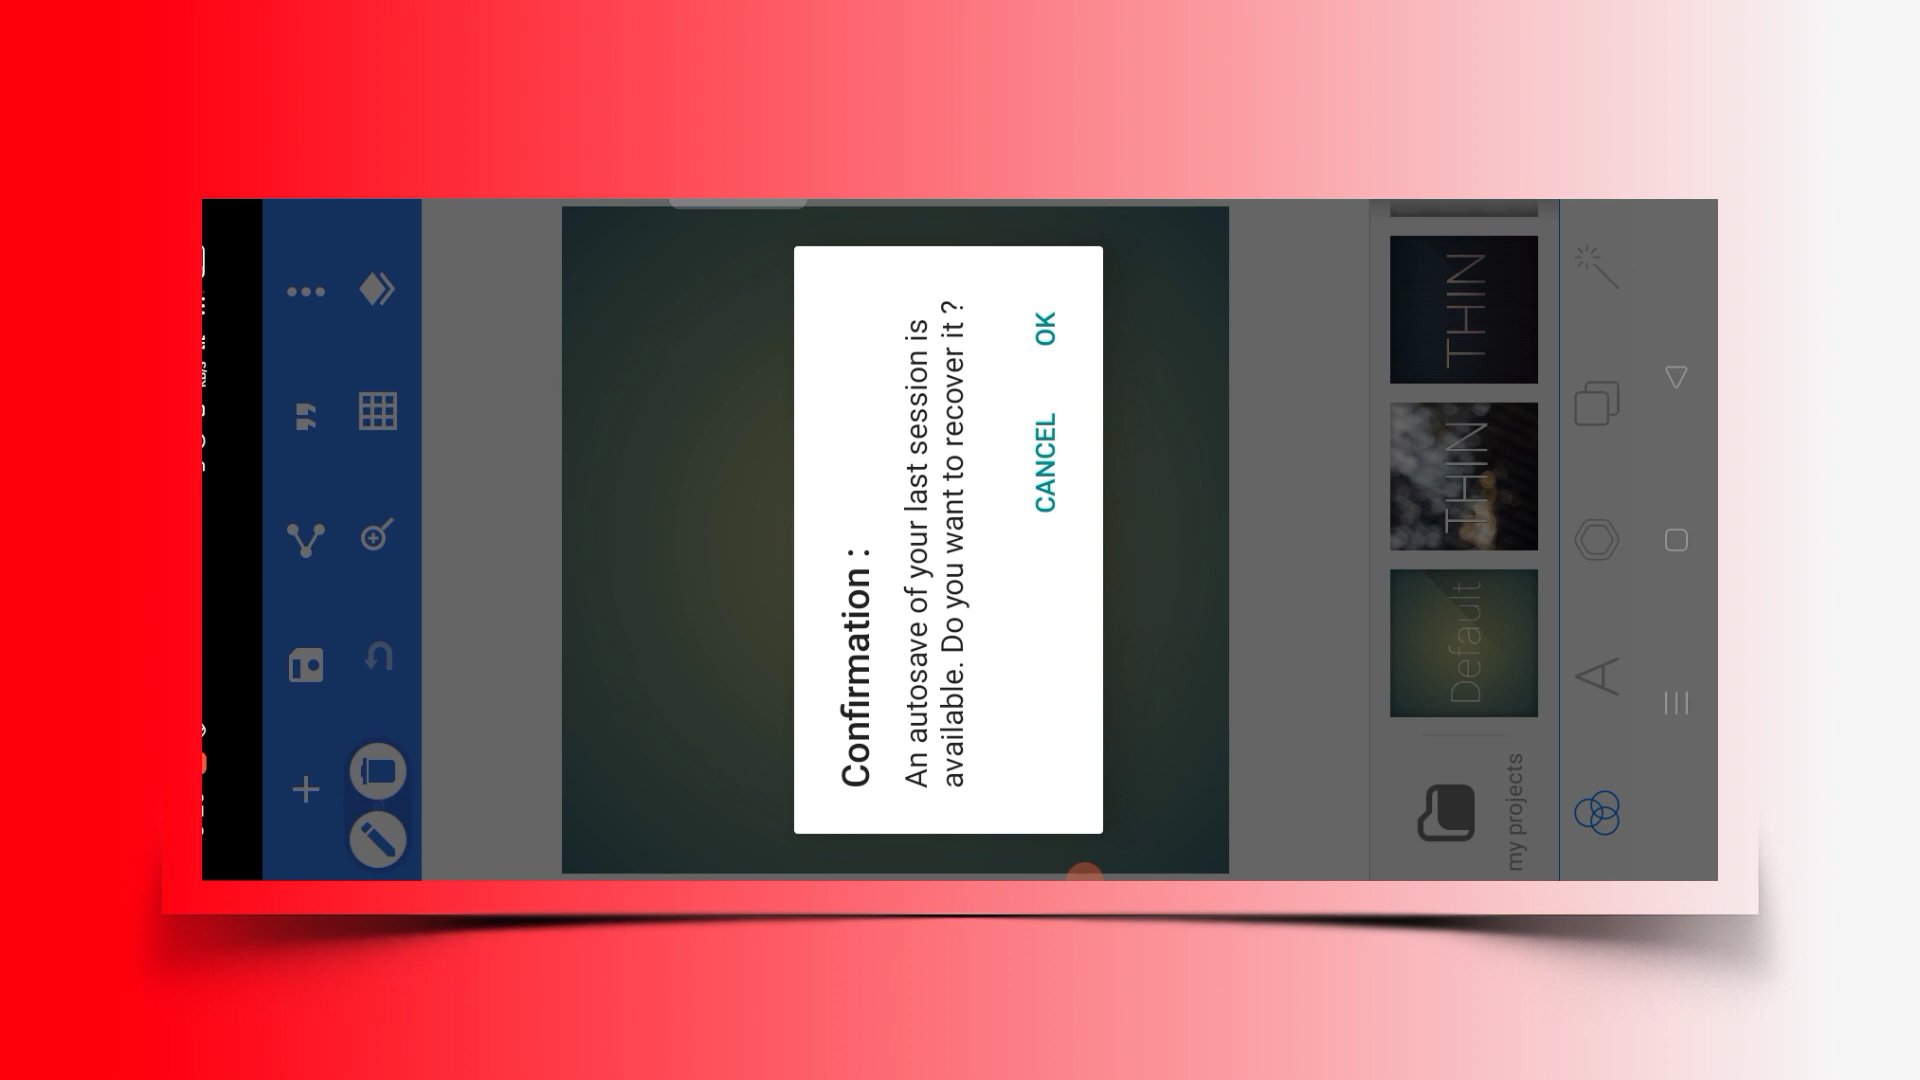 Confirmation :
An autosave of your last session is
available. Do you want to recover it ?
CANCEL OK
my projects
Default
THIN
THIN